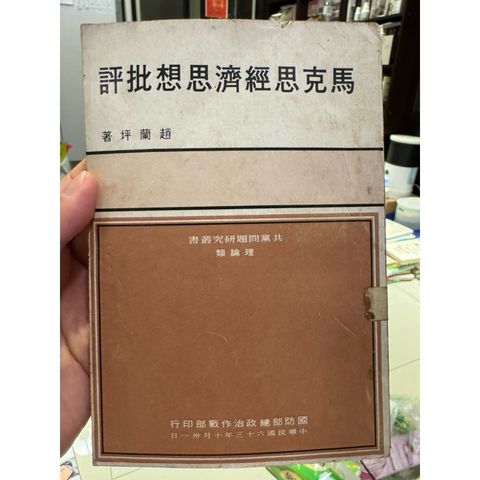 馬克思經濟思想批評
趙蘭坪 著
共黨問題研究叢書
理論類
國防部總政治作戰部印行
中華民國六十三年十月卅一日